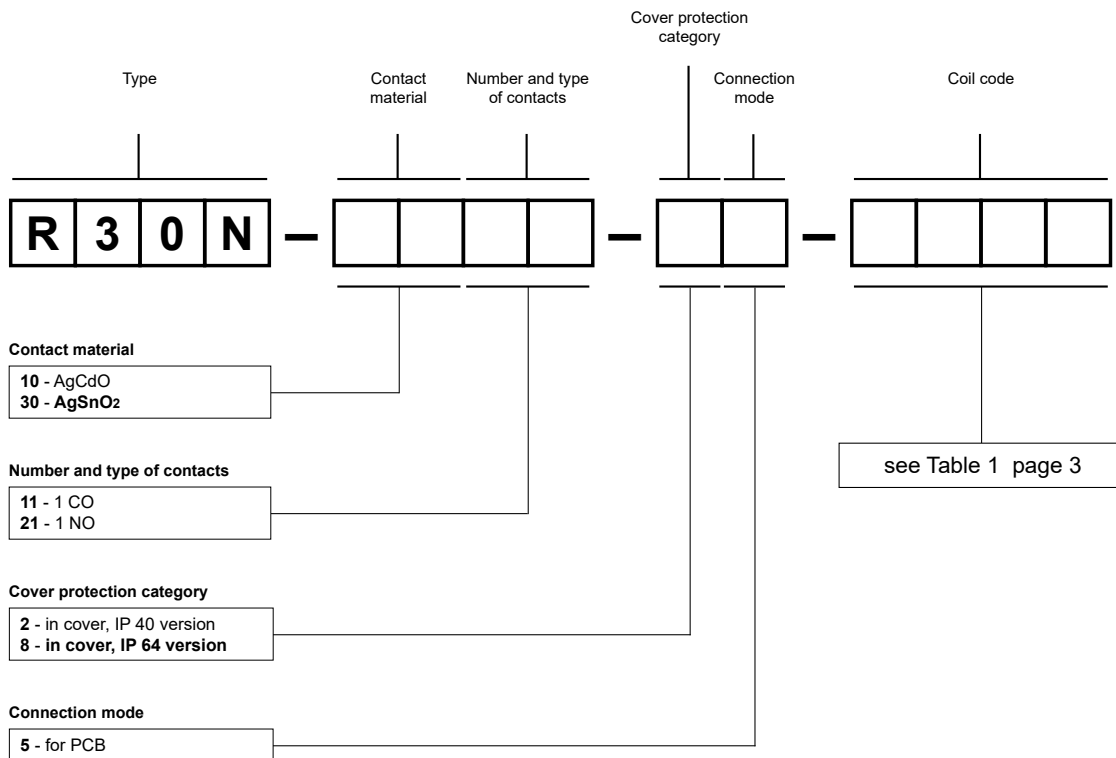 Cover protection
category
Type
Contact
material
Number and type
of contacts
Connection
mode
Coil code
R 3 0 N – – –
Contact material
10 - AgCdO
30 - AgSnO2
Number and type of contacts
11 - 1 CO
21 - 1 NO
see Table 1 page 3
Cover protection category
2 - in cover, IP 40 version
8 - in cover, IP 64 version
Connection mode
5 - for PCB